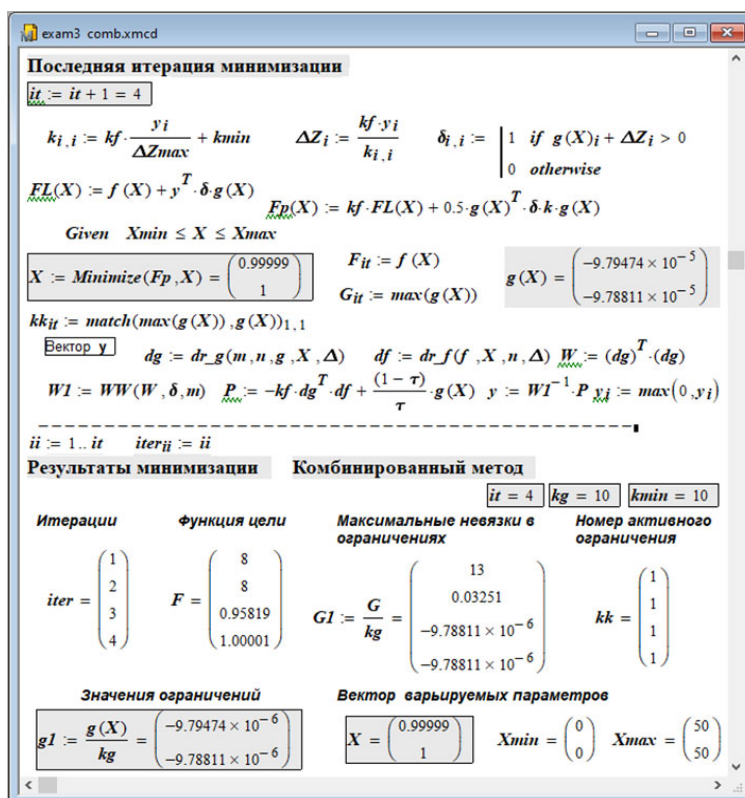 exam3 comb.xmcd
Последняя итерация минимизации
it := it + 1 = 4
k_{i,i} := kf · y_i / ΔZmax + kmin    ΔZ_i := kf · y_i / k_{i,i}    δ_{i,i} := | 1 if g(X)_i + ΔZ_i > 0
0 otherwise
FL(X) := f(X) + y^T · δ · g(X)
Fp(X) := kf · FL(X) + 0.5 · g(X)^T · δ · k · g(X)
Given Xmin ≤ X ≤ Xmax
X := Minimize(Fp, X) = (0.99999 1)    F_it := f(X)    g(X) = (−9.79474 × 10^−5 −9.78811 × 10^−5)
G_it := max(g(X))
kk_it := match(max(g(X)), g(X))_{1,1}
Вектор y    dg := dr_g(m, n, g, X, Δ)    df := dr_f(f, X, n, Δ)    W := (dg)^T · (dg)
W1 := WW(W, δ, m)    P := −kf · dg^T · df + (1 − τ) / τ · g(X)    y := W1^−1 · P    y_i := max(0, y_i)
ii := 1 .. it    iter_ii := ii
Результаты минимизации    Комбинированный метод
it = 4    kg = 10    kmin = 10
Итерации    Функция цели    Максимальные невязки в ограничениях    Номер активного ограничения
iter = (1 2 3 4)    F = (8 8 0.95819 1.00001)    G1 := G / kg = (13 0.03251 −9.78811 × 10^−6 −9.78811 × 10^−6)    kk = (1 1 1 1)
Значения ограничений    Вектор варьируемых параметров
g1 := g(X) / kg = (−9.79474 × 10^−6 −9.78811 × 10^−6)    X = (0.99999 1)    Xmin = (0 0)    Xmax = (50 50)